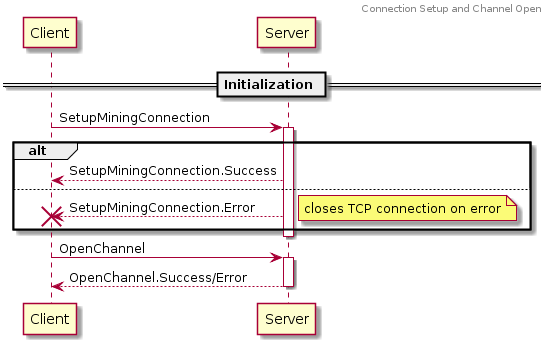 Connection Setup and Channel Open
Client
Server
Initialization
SetupMiningConnection
alt
SetupMiningConnection.Success
SetupMiningConnection.Error
closes TCP connection on error
OpenChannel
OpenChannel.Success/Error
Client
Server